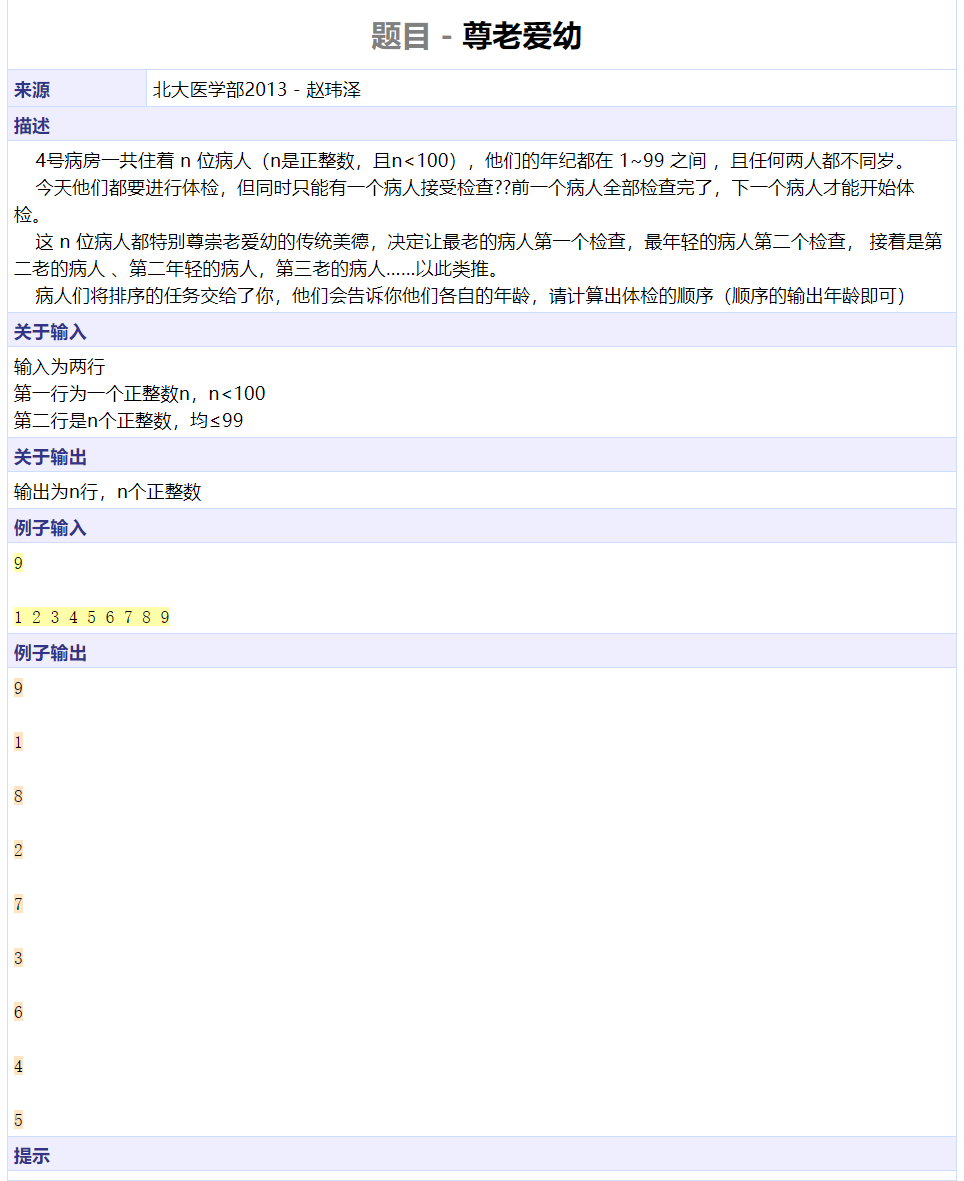 题目 - 尊老爱幼
来源 北大医学部2013 - 赵玮泽
描述
4号病房一共住着 n 位病人（n是正整数，且n<100），他们的年纪都在 1~99 之间 ，且任何两人都不同岁。
今天他们都要进行体检，但同时只能有一个病人接受检查??前一个病人全部检查完了，下一个病人才能开始体
检。
这 n 位病人都特别尊崇老爱幼的传统美德，决定让最老的病人第一个检查，最年轻的病人第二个检查， 接着是第
二老的病人 、第二年轻的病人，第三老的病人……以此类推。
病人们将排序的任务交给了你，他们会告诉你他们各自的年龄，请计算出体检的顺序（顺序的输出年龄即可）
关于输入
输入为两行
第一行为一个正整数n，n<100
第二行是n个正整数，均≤99
关于输出
输出为n行，n个正整数
例子输入
9
1 2 3 4 5 6 7 8 9
例子输出
9
1
8
2
7
3
6
4
5
提示